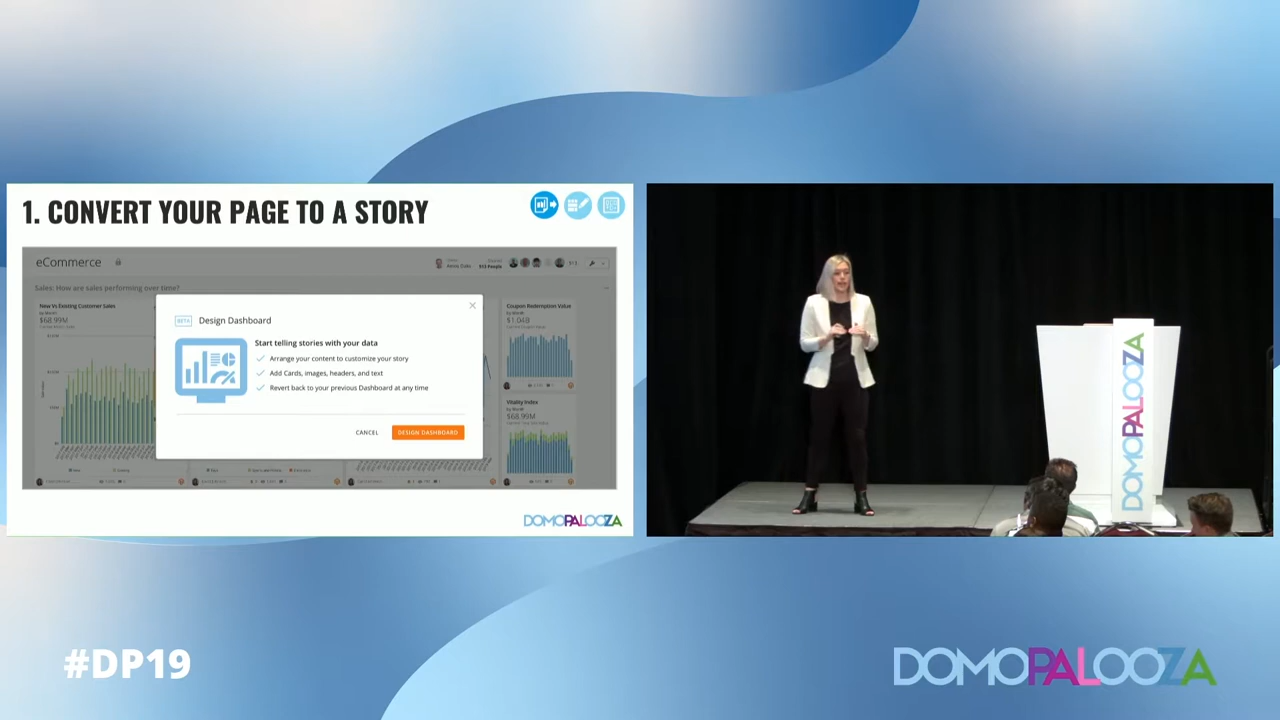 1. CONVERT YOUR PAGE TO A STORY
eCommerce
Sales: How are sales performing over time?
New Vs Existing Customer Sales
$68.99M
BETA Design Dashboard
Start telling stories with your data
Arrange your content to customize your story
Add Cards, images, headers, and text
Revert back to your previous Dashboard at any time
CANCEL DESIGN DASHBOARD
Coupon Redemption Value
$1.04B
Vitality Index
$68.99M
DOMOPALOOZA
DOMOPALOOZA
#DP19
DOMOPALOOZA